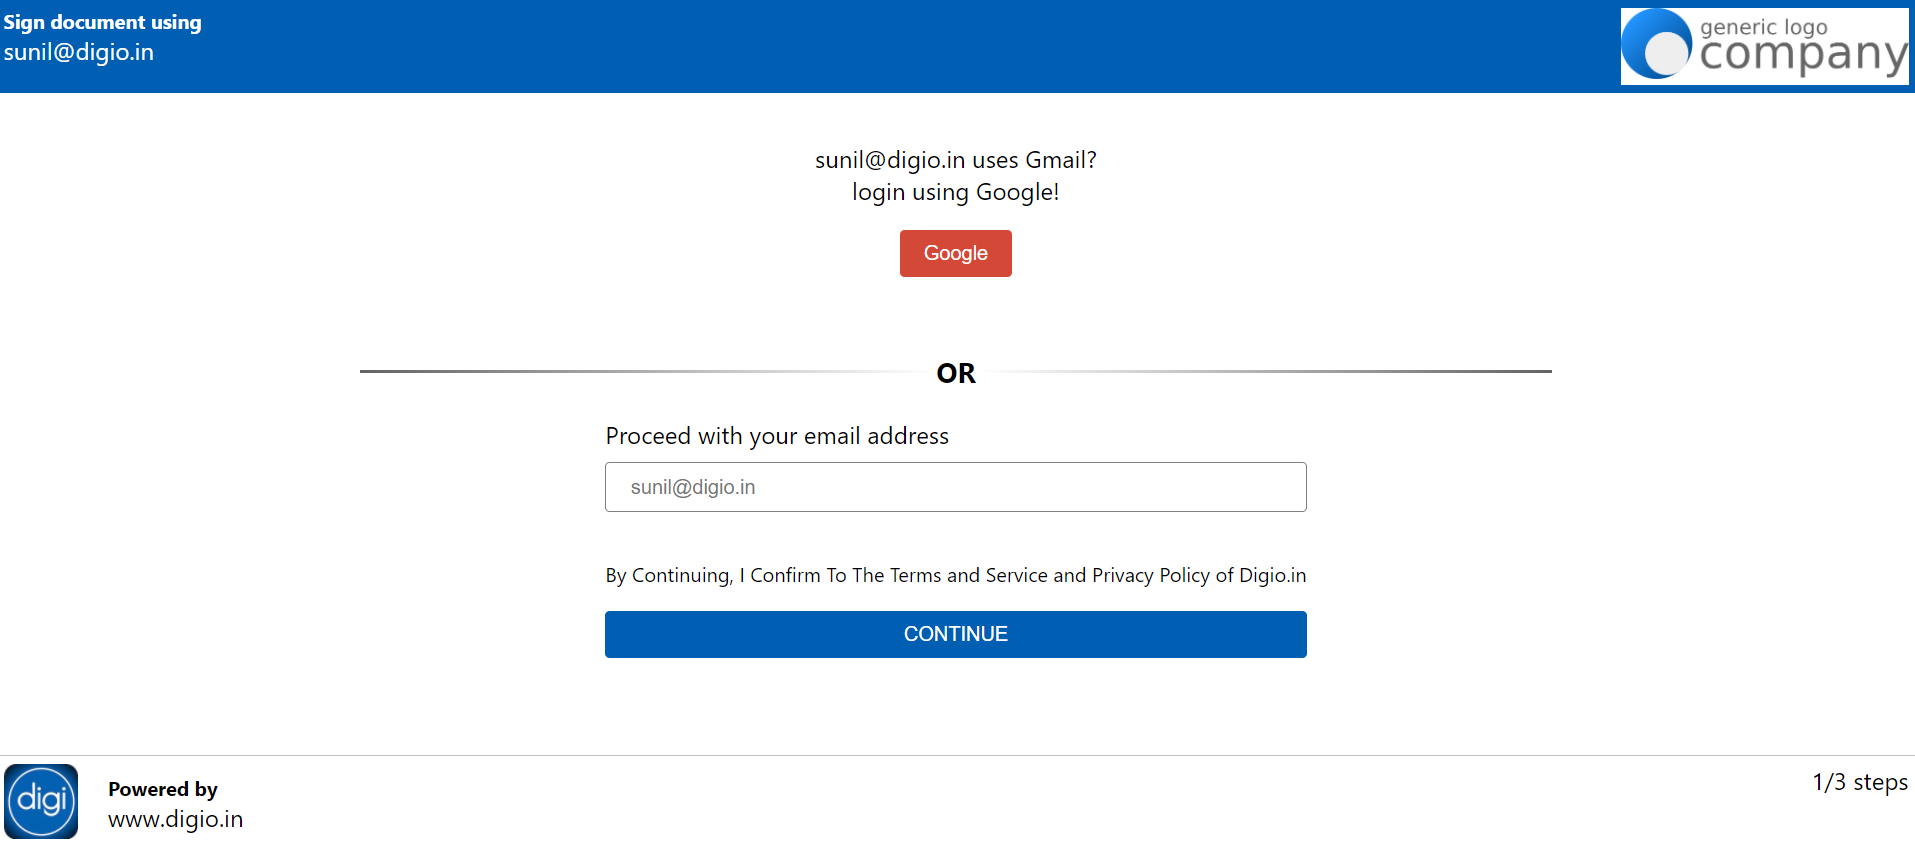 Sign document using
sunil@digio.in
generic logo
company
sunil@digio.in uses Gmail?
login using Google!
Google
OR
Proceed with your email address
sunil@digio.in
By Continuing, I Confirm To The Terms and Service and Privacy Policy of Digio.in
CONTINUE
digi
Powered by
www.digio.in
1/3 steps